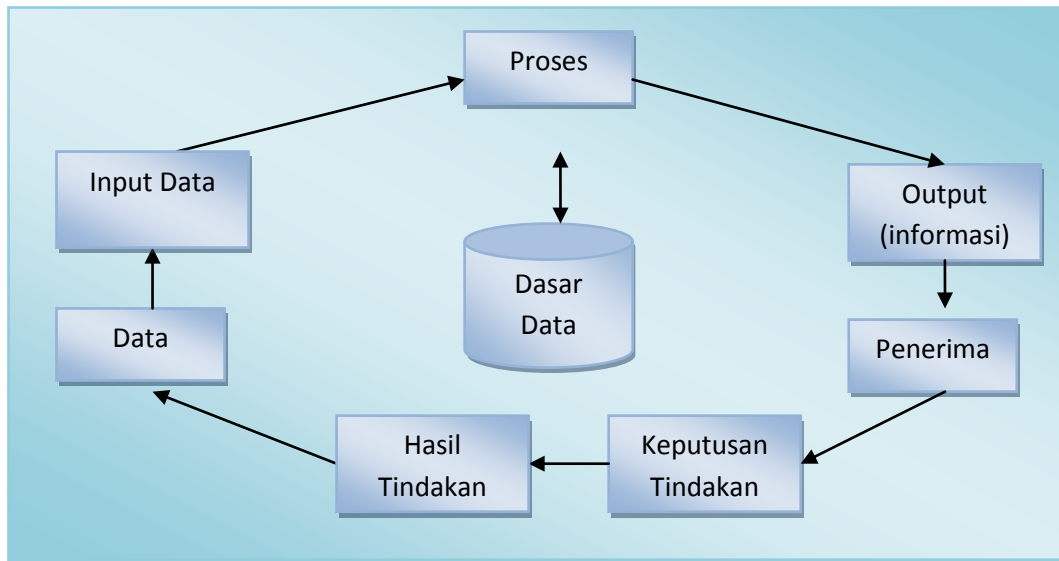 Proses
Input Data
Output
(informasi)
Dasar
Data
Data
Penerima
Hasil
Tindakan
Keputusan
Tindakan